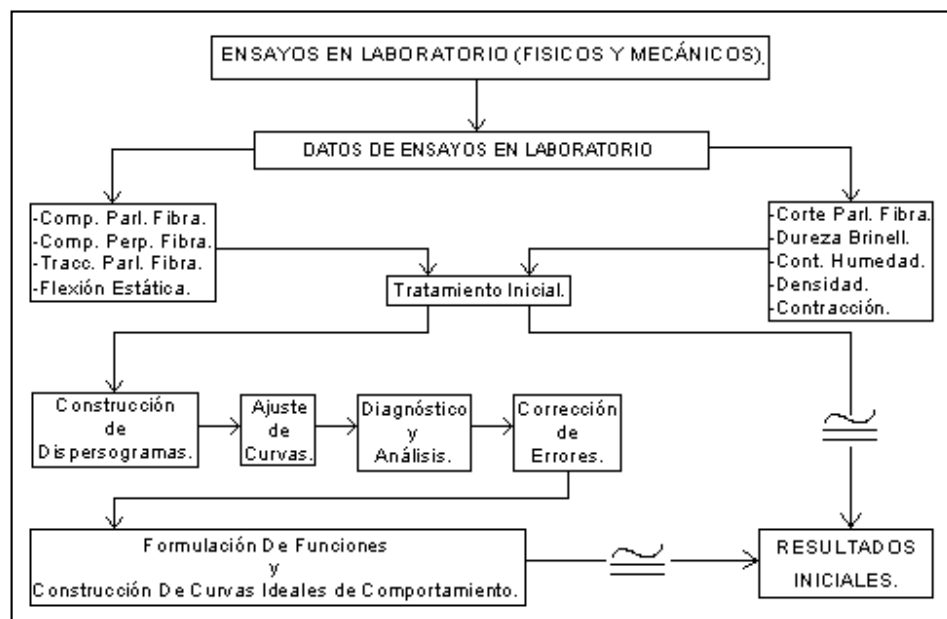 ENSAYOS EN LABORATORIO (FISICOS Y MECÁNICOS).
DATOS DE ENSAYOS EN LABORATORIO
-Comp. Parl. Fibra.
-Comp. Perp. Fibra.
-Tracc. Parl. Fibra.
-Flexión Estática.
-Corte Parl. Fibra.
-Dureza Brinell.
-Cont. Humedad.
-Densidad.
-Contracción.
Tratamiento Inicial.
Construcción
de
Dispersogramas.
Ajuste
de
Curvas.
Diagnóstico
y
Análisis.
Corrección
de
Errores.
Formulación De Funciones
y
Construcción De Curvas Ideales de Comportamiento.
RESULTADOS
INICIALES.